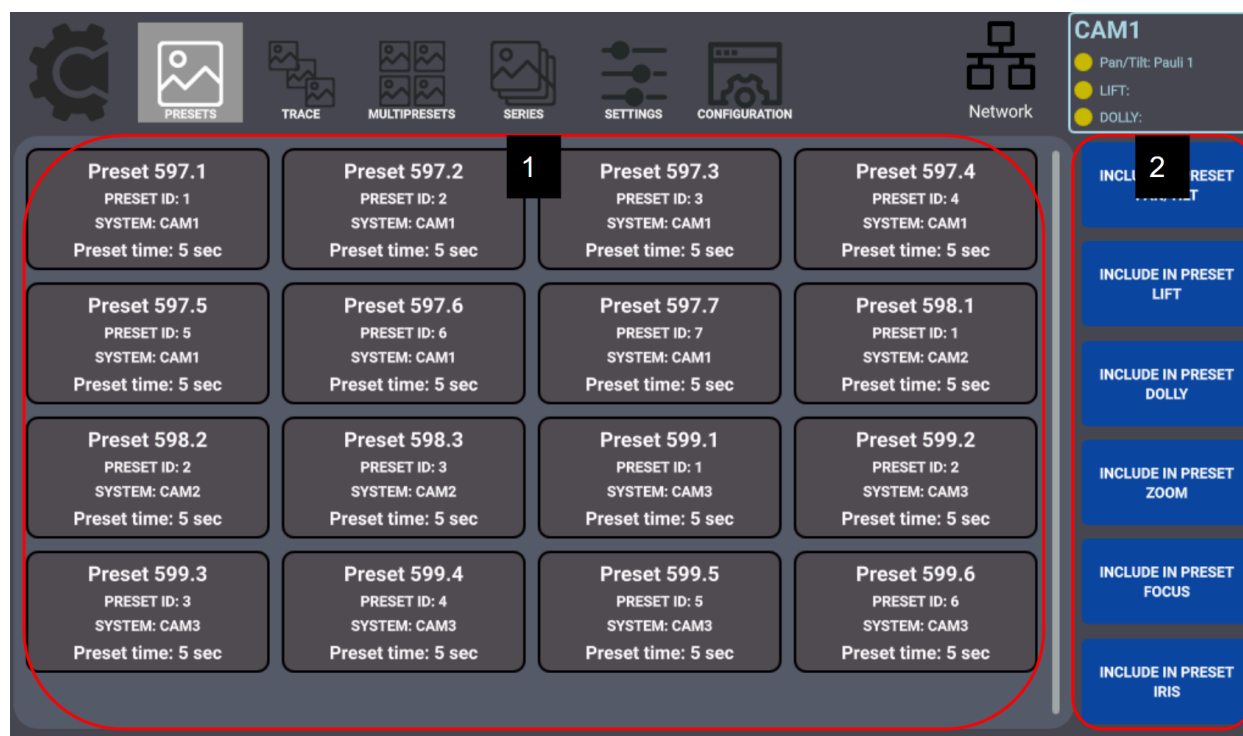 PRESETS
TRACE
MULTIPRESETS
SERIES
SETTINGS
CONFIGURATION
Network
CAM1
Pan/Tilt: Pauli 1
LIFT:
DOLLY:
1
2
Preset 597.1
PRESET ID: 1
SYSTEM: CAM1
Preset time: 5 sec
Preset 597.2
PRESET ID: 2
SYSTEM: CAM1
Preset time: 5 sec
Preset 597.3
PRESET ID: 3
SYSTEM: CAM1
Preset time: 5 sec
Preset 597.4
PRESET ID: 4
SYSTEM: CAM1
Preset time: 5 sec
Preset 597.5
PRESET ID: 5
SYSTEM: CAM1
Preset time: 5 sec
Preset 597.6
PRESET ID: 6
SYSTEM: CAM1
Preset time: 5 sec
Preset 597.7
PRESET ID: 7
SYSTEM: CAM1
Preset time: 5 sec
Preset 598.1
PRESET ID: 1
SYSTEM: CAM2
Preset time: 5 sec
Preset 598.2
PRESET ID: 2
SYSTEM: CAM2
Preset time: 5 sec
Preset 598.3
PRESET ID: 3
SYSTEM: CAM2
Preset time: 5 sec
Preset 599.1
PRESET ID: 1
SYSTEM: CAM3
Preset time: 5 sec
Preset 599.2
PRESET ID: 2
SYSTEM: CAM3
Preset time: 5 sec
Preset 599.3
PRESET ID: 3
SYSTEM: CAM3
Preset time: 5 sec
Preset 599.4
PRESET ID: 4
SYSTEM: CAM3
Preset time: 5 sec
Preset 599.5
PRESET ID: 5
SYSTEM: CAM3
Preset time: 5 sec
Preset 599.6
PRESET ID: 6
SYSTEM: CAM3
Preset time: 5 sec
INCLUDE IN PRESET
LIFT
INCLUDE IN PRESET
DOLLY
INCLUDE IN PRESET
ZOOM
INCLUDE IN PRESET
FOCUS
INCLUDE IN PRESET
IRIS